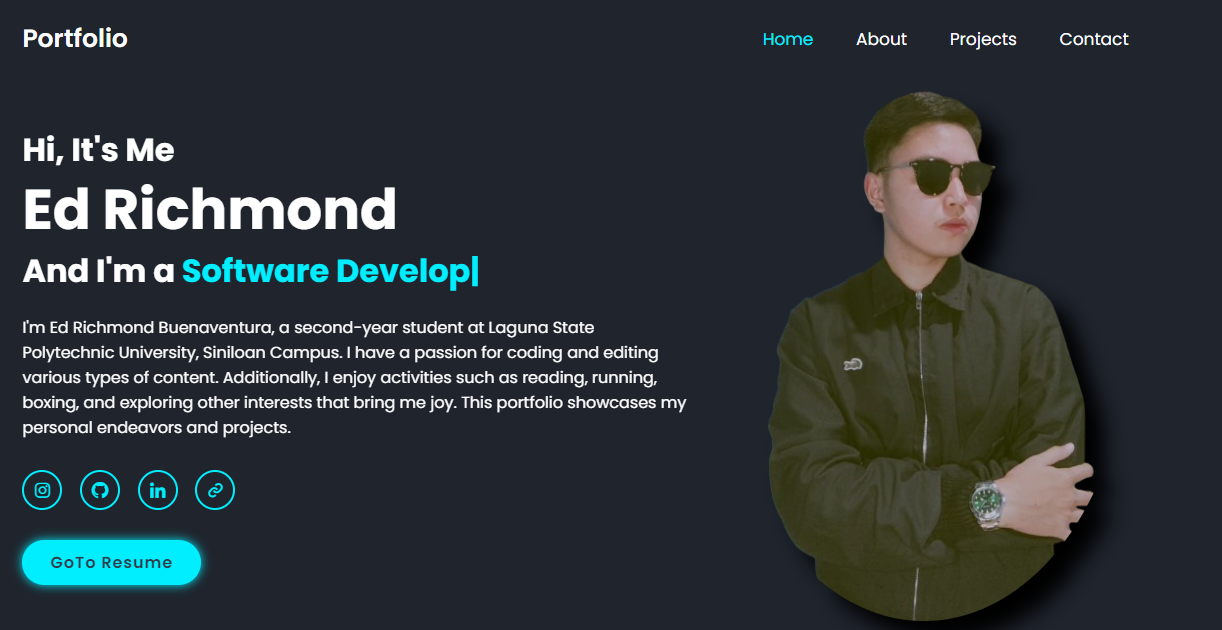 Portfolio
Home About Projects Contact
Hi, It's Me
Ed Richmond
And I'm a Software Develop|
I'm Ed Richmond Buenaventura, a second-year student at Laguna State
Polytechnic University, Siniloan Campus. I have a passion for coding and editing
various types of content. Additionally, I enjoy activities such as reading, running,
boxing, and exploring other interests that bring me joy. This portfolio showcases my
personal endeavors and projects.
in
GoTo Resume